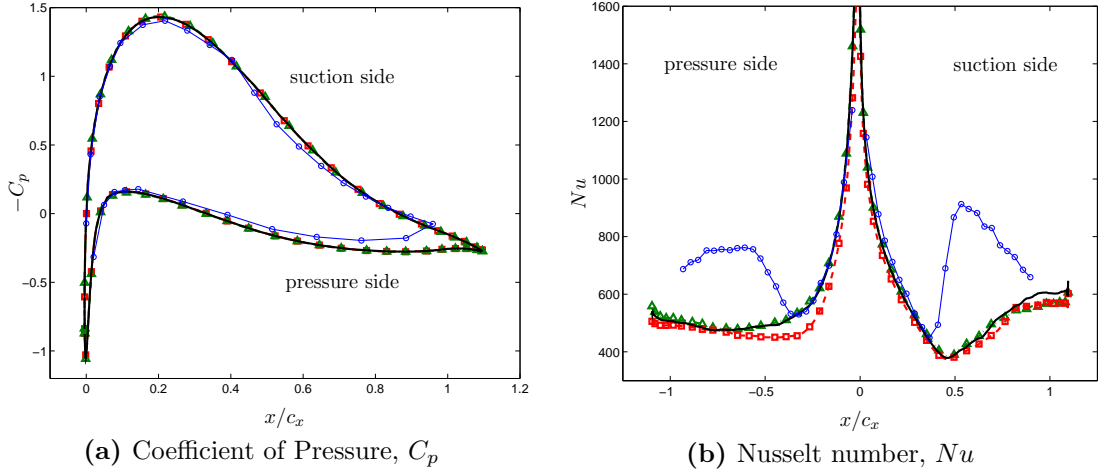 1.5
1
0.5
0
−0.5
−1
−C_p
suction side
pressure side
0 0.2 0.4 0.6 0.8 1 1.2
x/c_x
(a) Coefficient of Pressure, C_p
1600
1400
1200
1000
800
600
400
Nu
pressure side suction side
−1 −0.5 0 0.5 1
x/c_x
(b) Nusselt number, Nu